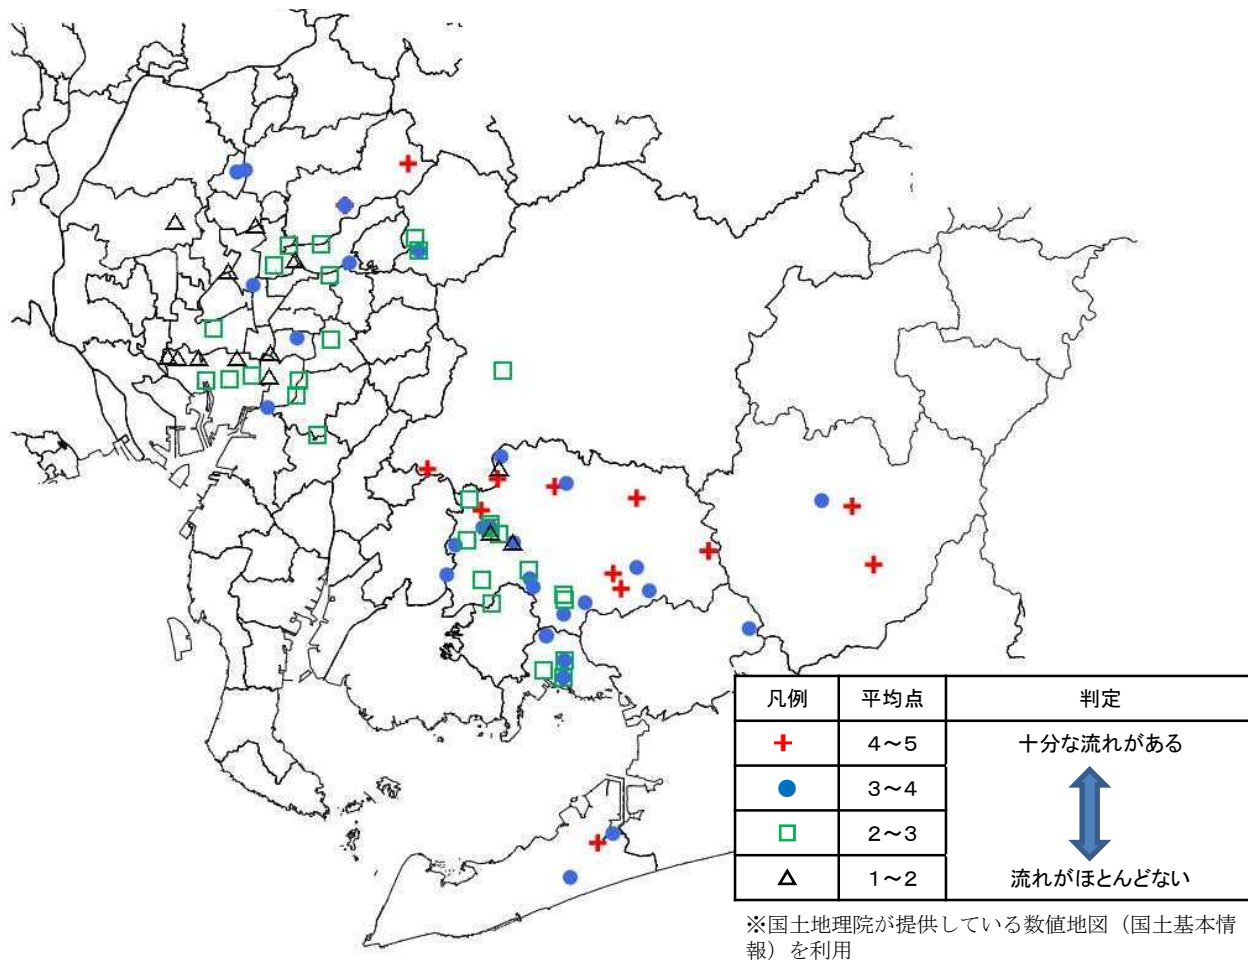 凡例 平均点 判定
4～5 十分な流れがある
3～4
2～3
1～2 流れがほとんどない
※国土地理院が提供している数値地図（国土基本情
報）を利用